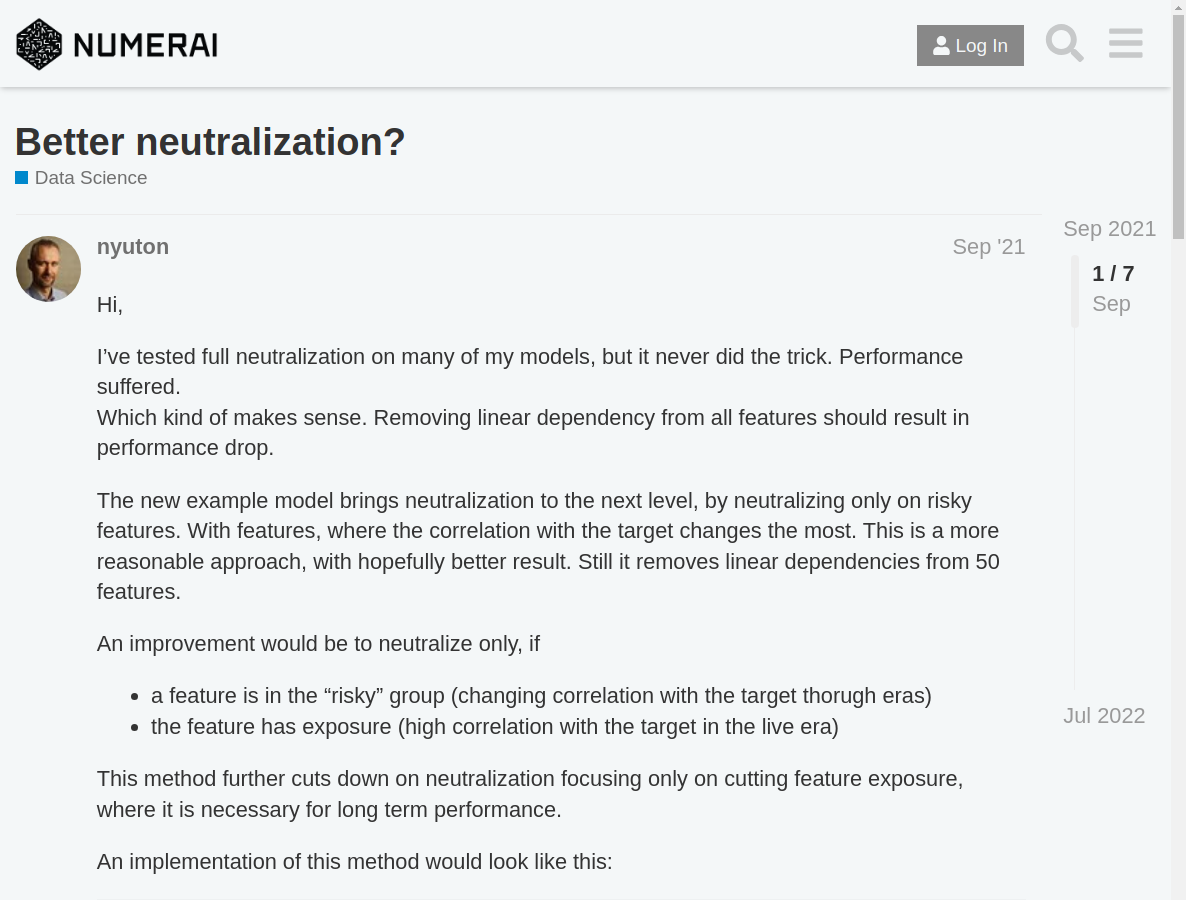 NUMERAI
Log In
Better neutralization?
Data Science
nyuton
Sep '21
Sep 2021
1 / 7
Sep
Jul 2022
Hi,
I’ve tested full neutralization on many of my models, but it never did the trick. Performance
suffered.
Which kind of makes sense. Removing linear dependency from all features should result in
performance drop.
The new example model brings neutralization to the next level, by neutralizing only on risky
features. With features, where the correlation with the target changes the most. This is a more
reasonable approach, with hopefully better result. Still it removes linear dependencies from 50
features.
An improvement would be to neutralize only, if
• a feature is in the “risky” group (changing correlation with the target thorugh eras)
• the feature has exposure (high correlation with the target in the live era)
This method further cuts down on neutralization focusing only on cutting feature exposure,
where it is necessary for long term performance.
An implementation of this method would look like this: